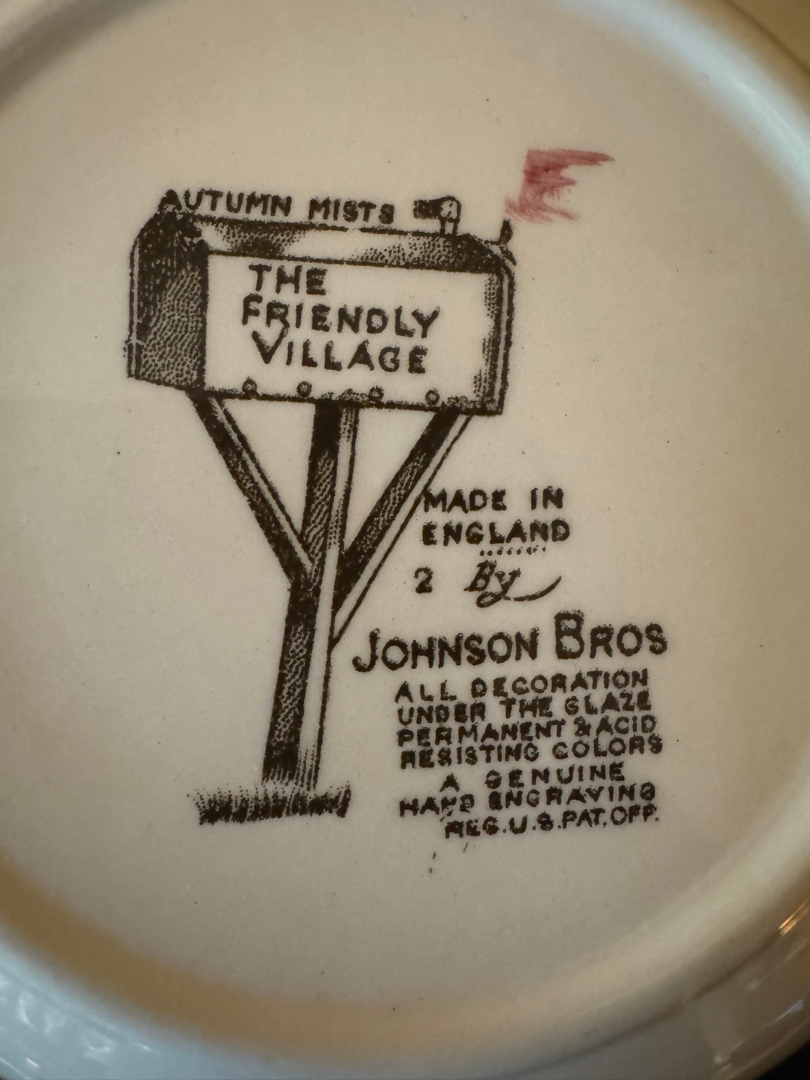 AUTUMN MISTS
THE
FRIENDLY
VILLAGE
MADE IN
ENGLAND
2 By
JOHNSON BROS
ALL DECORATION
UNDER THE GLAZE
PERMANENT & ACID
RESISTING COLORS
A GENUINE
HAND ENGRAVING
REG.U.S.PAT.OFF.